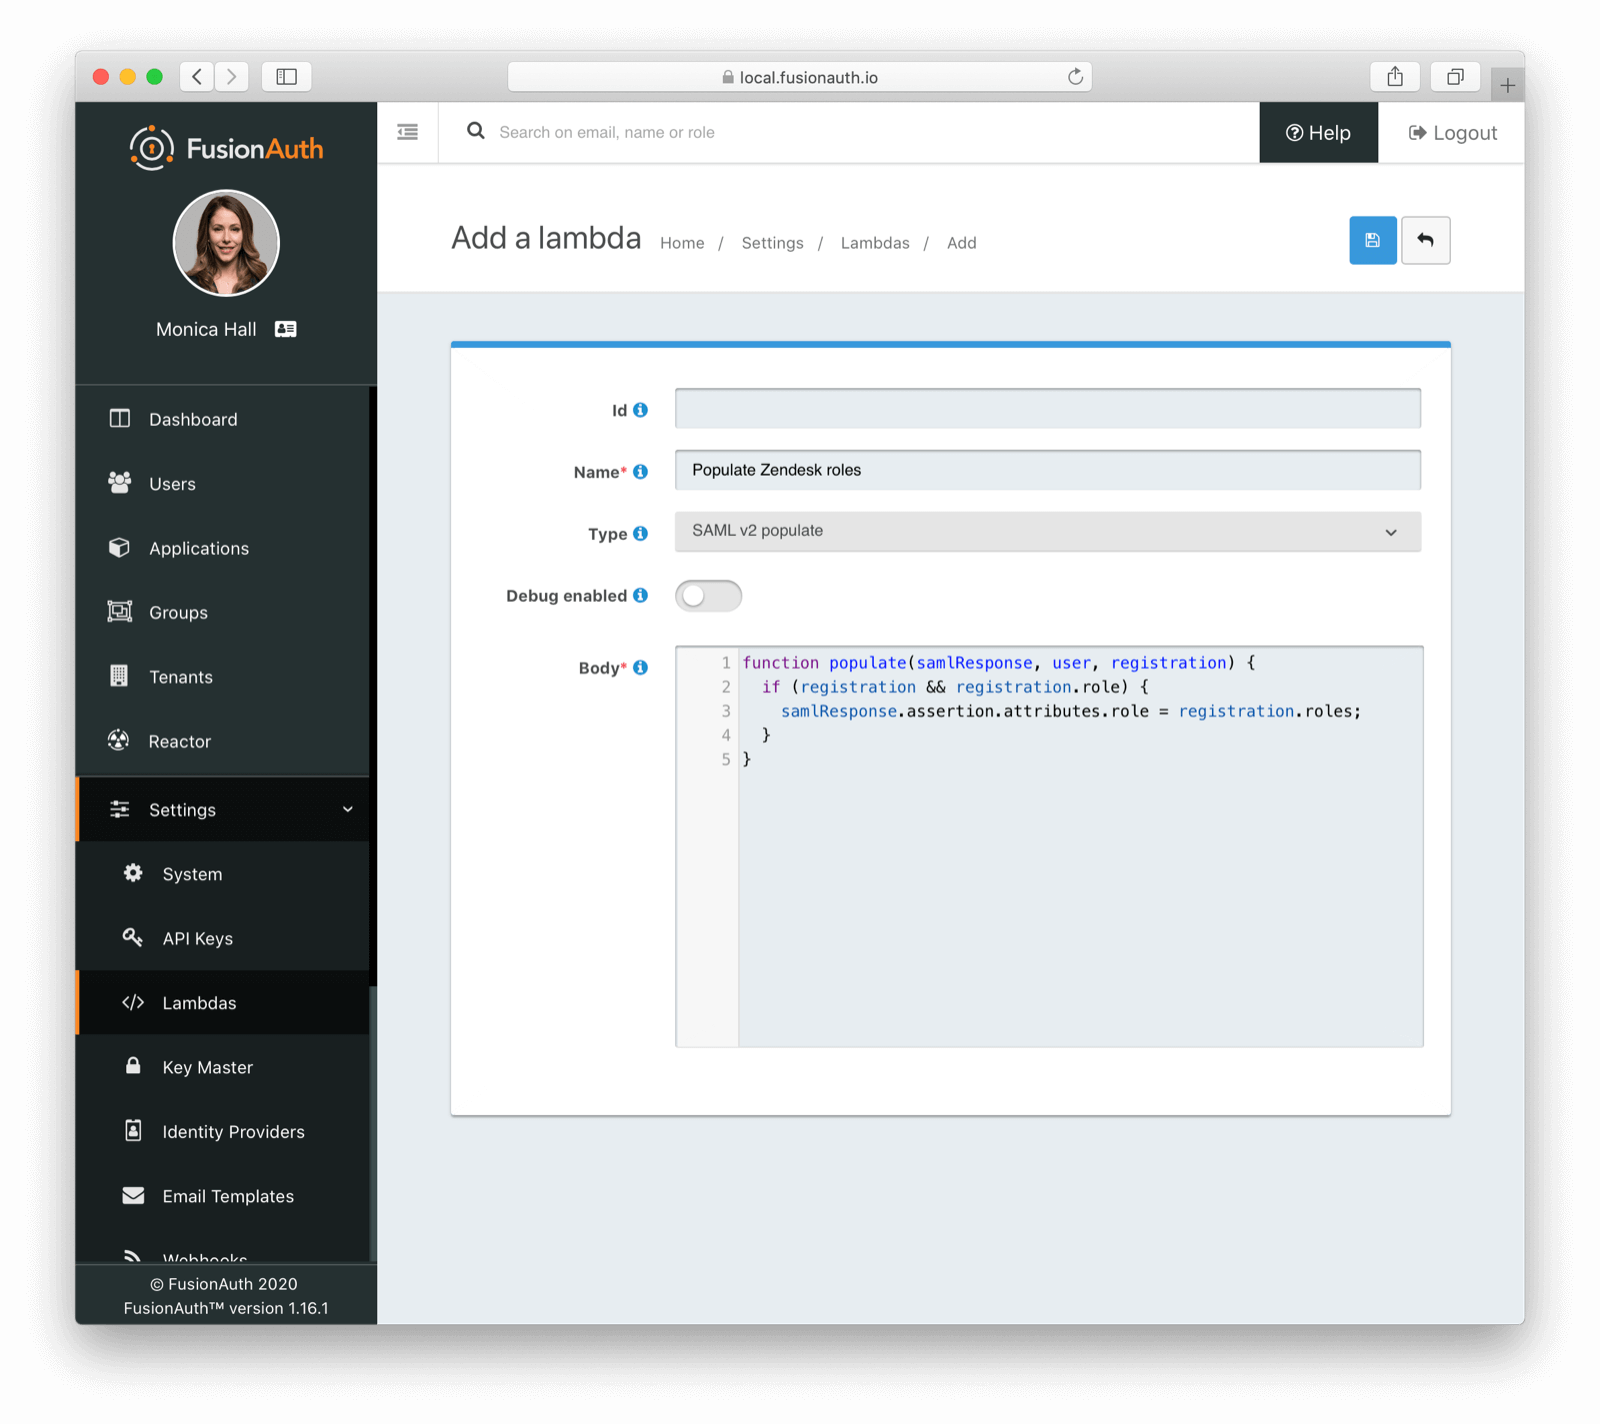 local.fusionauth.io
FusionAuth
Search on email, name or role
Help
Logout
Monica Hall
Add a lambda
Home / Settings / Lambdas / Add
Dashboard
Users
Applications
Groups
Tenants
Reactor
Settings
System
API Keys
Lambdas
Key Master
Identity Providers
Email Templates
Webhooks
© FusionAuth 2020
FusionAuth™ version 1.16.1
Id
Name* Populate Zendesk roles
Type SAML v2 populate
Debug enabled
Body*
1 function populate(samlResponse, user, registration) {
2   if (registration && registration.role) {
3     samlResponse.assertion.attributes.role = registration.roles;
4   }
5 }